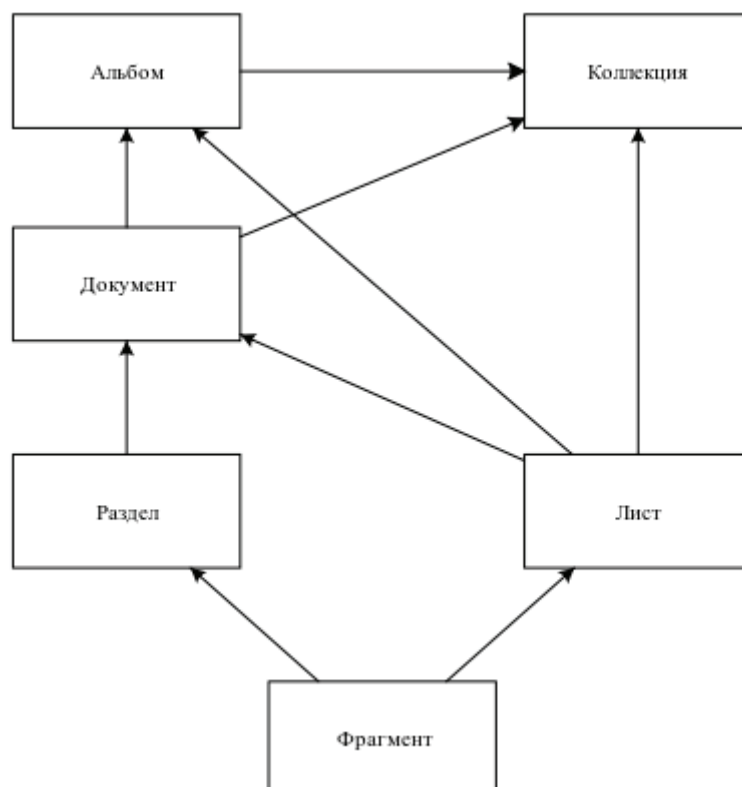 Альбом
Коллекция
Документ
Раздел
Лист
Фрагмент